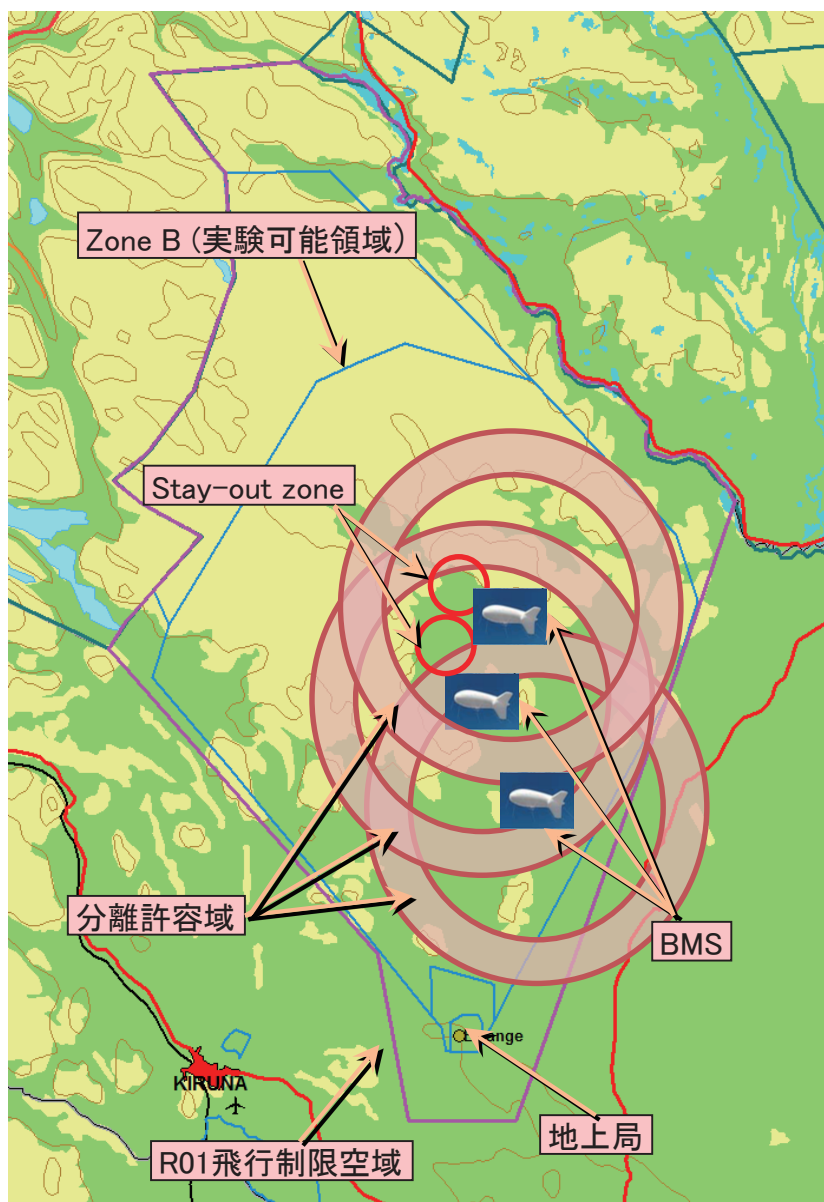 Zone B (実験可能領域)
Stay-out zone
分離許容域
BMS
Esrange
KIRUNA
地上局
R01飛行制限空域